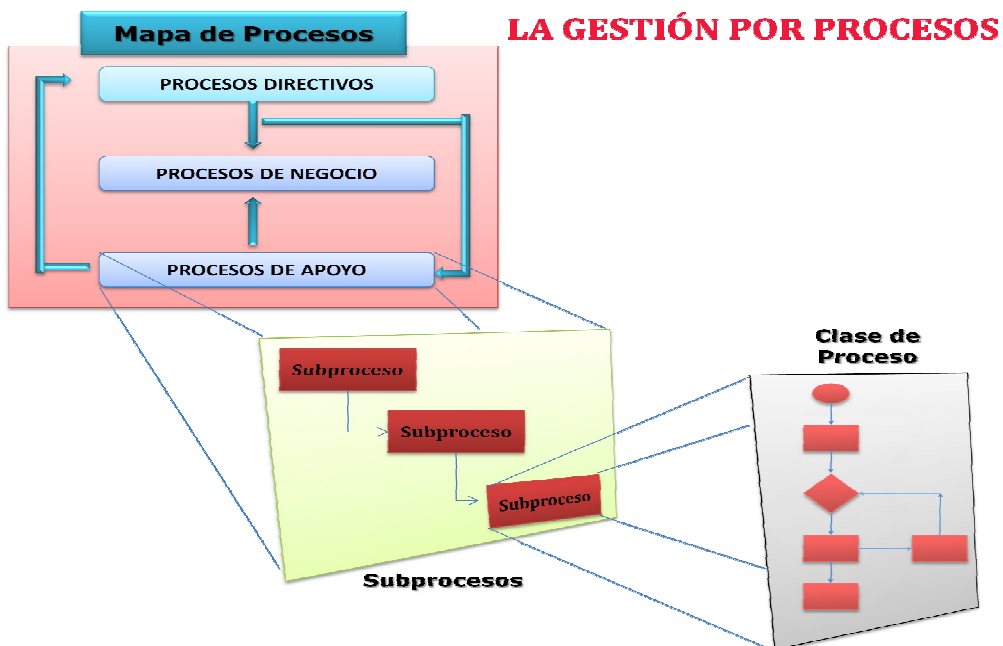 LA GESTIÓN POR PROCESOS
Mapa de Procesos
PROCESOS DIRECTIVOS
PROCESOS DE NEGOCIO
PROCESOS DE APOYO
Subproceso
Subproceso
Subproceso
Subprocesos
Clase de
Proceso